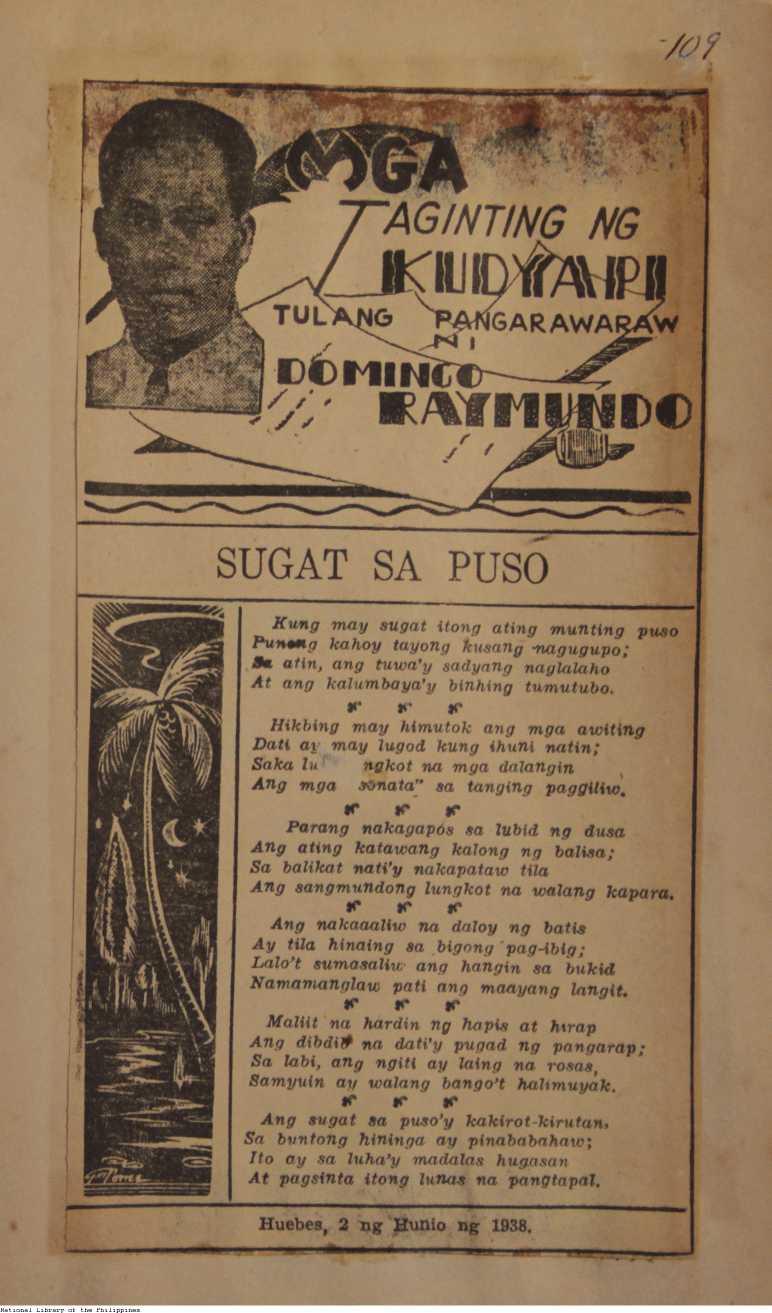 -109
MGA
TAGINTING NG
KUDYAPI
TULANG PANGARAWARAW
NI
DOMINGO
RAYMUNDO
SUGAT SA PUSO
Kung may sugat itong ating munting puso
Punong kahoy tayong kusang nagugupo;
Sa atin, ang tuwa'y sadyang naglalaho
At ang kalumbaya'y binhing tumutubo.
Hikbing may himutok ang mga awiting
Dati ay may lugod kung ihuni natin;
Saka lu ngkot na mga dalangin
Ang mga sonata" sa tanging paggiliw.
Parang nakagapos sa lubid ng dusa
Ang ating katawang kalong ng balisa;
Sa balikat nati'y nakapataw tila
Ang sangmundong lungkot na walang kapara.
Ang nakaaaliw na daloy ng batis
Ay tila hinaing sa bigong pag-ibig;
Lalo't sumasaliw ang hangin sa bukid
Namamanglaw pati ang maayang langit.
Maliit na hardin ng hapis at hirap
Ang dibdib na dati'y pugad ng pangarap;
Sa labi, ang ngiti ay laing na rosas,
Samyuin ay walang bango't halimuyak.
Ang sugat sa puso'y kakirot-kirutan,
Sa buntong hininga ay pinababahaw;
Ito ay sa luha'y madalas hugasan
At pagsinta itong lunas na pangtapal.
Huebes, 2 ng Hunio ng 1938.
National Library of the Philippines